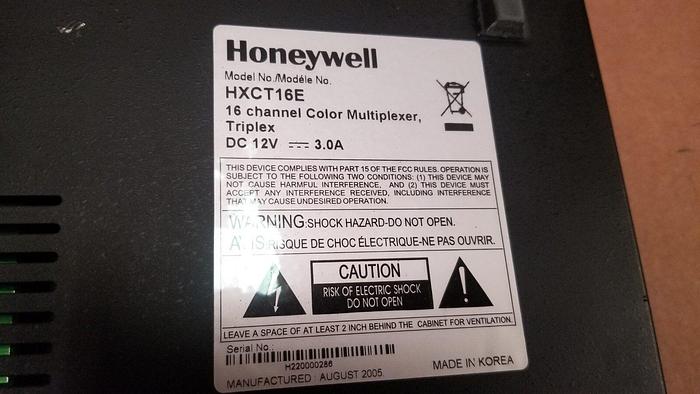 Honeywell
Model No./Modéle No.
HXCT16E
16 channel Color Multiplexer,
Triplex
DC 12V ⎓ 3.0A
THIS DEVICE COMPLIES WITH PART 15 OF THE FCC RULES. OPERATION IS
SUBJECT TO THE FOLLOWING TWO CONDITIONS: (1) THIS DEVICE MAY
NOT CAUSE HARMFUL INTERFERENCE, AND (2) THIS DEVICE MUST
ACCEPT ANY INTERFERENCE RECEIVED, INCLUDING INTERFERENCE
THAT MAY CAUSE UNDESIRED OPERATION.
WARNING:SHOCK HAZARD-DO NOT OPEN.
AVIS:RISQUE DE CHOC ÉLECTRIQUE-NE PAS OUVRIR.
CAUTION
RISK OF ELECTRIC SHOCK
DO NOT OPEN
LEAVE A SPACE OF AT LEAST 2 INCH BEHIND THE CABINET FOR VENTILATION.
Serial No.:
H220000286
MANUFACTURED : AUGUST 2005.
MADE IN KOREA